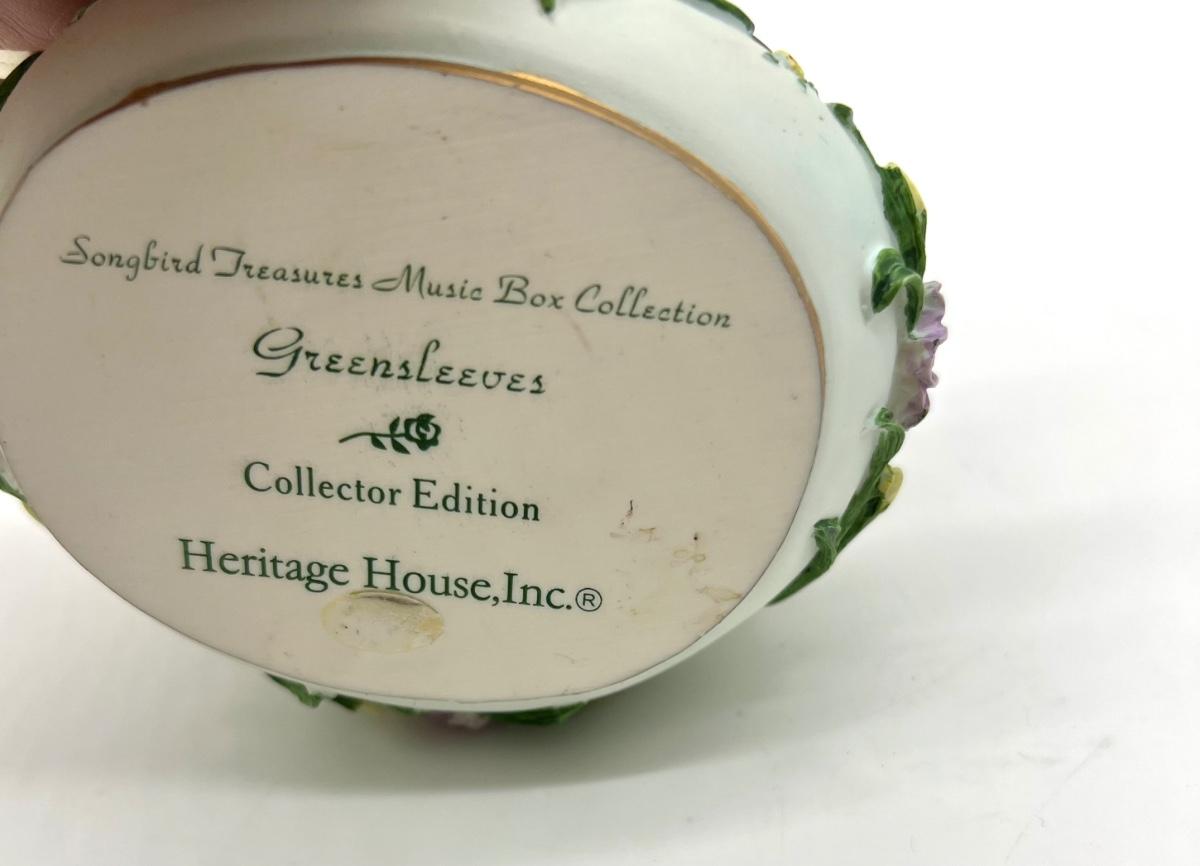 Songbird Treasures Music Box Collection
Greensleeves
Collector Edition
Heritage House,Inc.®